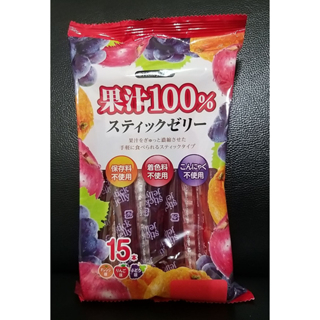 果汁100%
スティックゼリー
果汁をぎゅっと濃縮させた
手軽に食べられるスティックタイプ
保存料
不使用
着色料
不使用
こんにゃく
不使用
15本